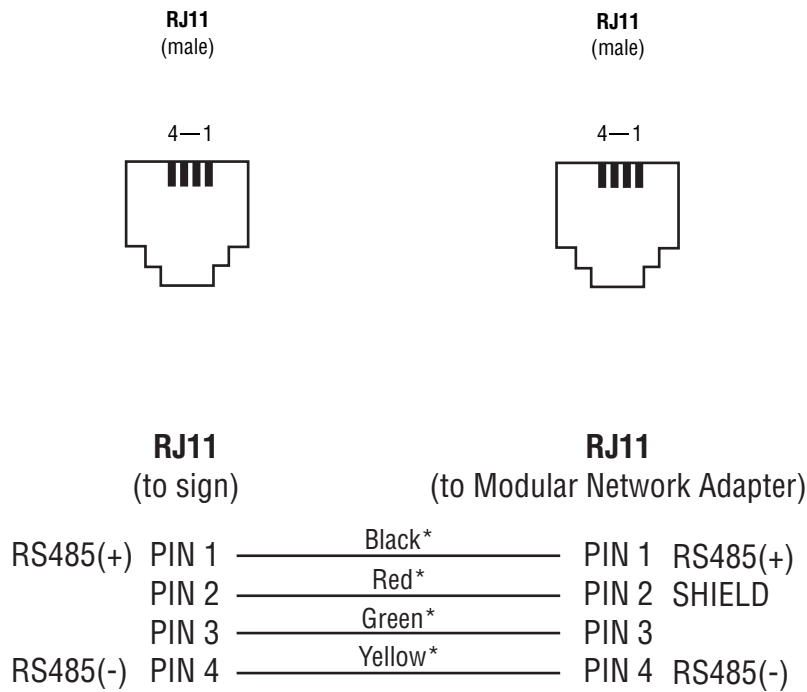 RJ11 RJ11
(male) (male)
4—1 4—1
RJ11 RJ11
(to sign) (to Modular Network Adapter)
RS485(+) PIN 1 Black* PIN 1 RS485(+)
PIN 2 Red* PIN 2 SHIELD
PIN 3 Green* PIN 3
RS485(-) PIN 4 Yellow* PIN 4 RS485(-)